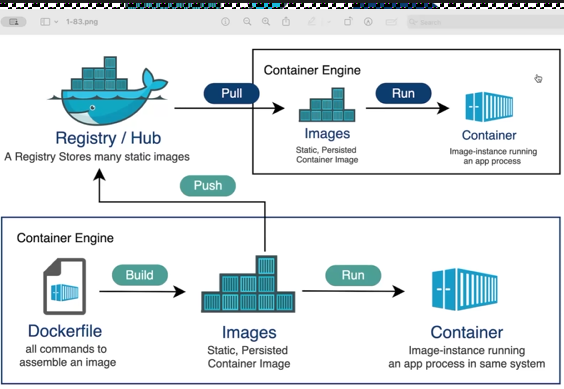 1-83.png
Search
Container Engine
Pull
Run
Registry / Hub
A Registry Stores many static images
Images
Static, Persisted
Container Image
Container
Image-instance running
an app process
Push
Container Engine
Build
Run
Dockerfile
all commands to
assemble an image
Images
Static, Persisted
Container Image
Container
Image-instance running
an app process in same system